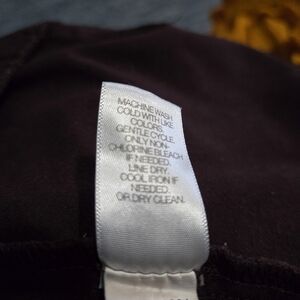 MACHINE WASH
COLD WITH LIKE
COLORS.
GENTLE CYCLE.
ONLY NON-
CHLORINE BLEACH
IF NEEDED.
LINE DRY.
COOL IRON IF
NEEDED
OR DRY CLEAN.